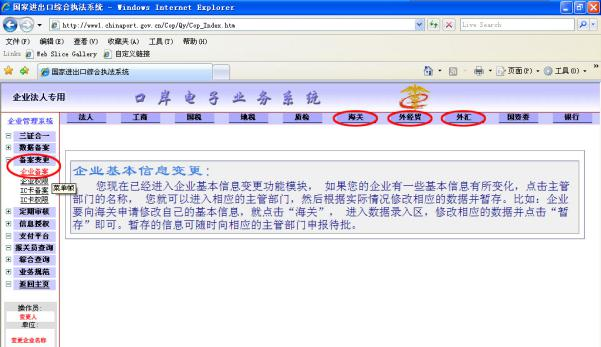 国家进出口综合执法系统 - Windows Internet Explorer
http://www1.chinaport.gov.cn/Cop/Qy/Cop_Index.htm
Live Search
文件(F) 编辑(E) 查看(V) 收藏夹(A) 工具(T) 帮助(H)
Links Web Slice Gallery 自定义链接
国家进出口综合执法系统
页面(P) 工具(O)
企业法人专用
口岸电子业务系统
企业管理系统
法人 工商 国税 地税 质检 海关 外经贸 外汇 国资委 银行
三证合一
数据备案
备案变更
企业备案
菜单帧
企业权限
IC卡备案
IC卡权限
定期审核
信息授权
支付平台
报关员查询
综合查询
业务规范
返回主页
操作员:
变更人
单位:
变更企业名称
企业基本信息变更:
您现在已经进入企业基本信息变更功能模块, 如果您的企业有一些基本信息有所变化,点击主管
部门的名称, 您就可以进入相应的主管部门,然后根据实际情况修改相应的数据并暂存。比如:企业
要向海关申请修改自己的基本信息,就点击“海关”, 进入数据录入区,修改相应的数据并点击“暂
存”即可。暂存的信息可随时向相应的主管部门申报待批。